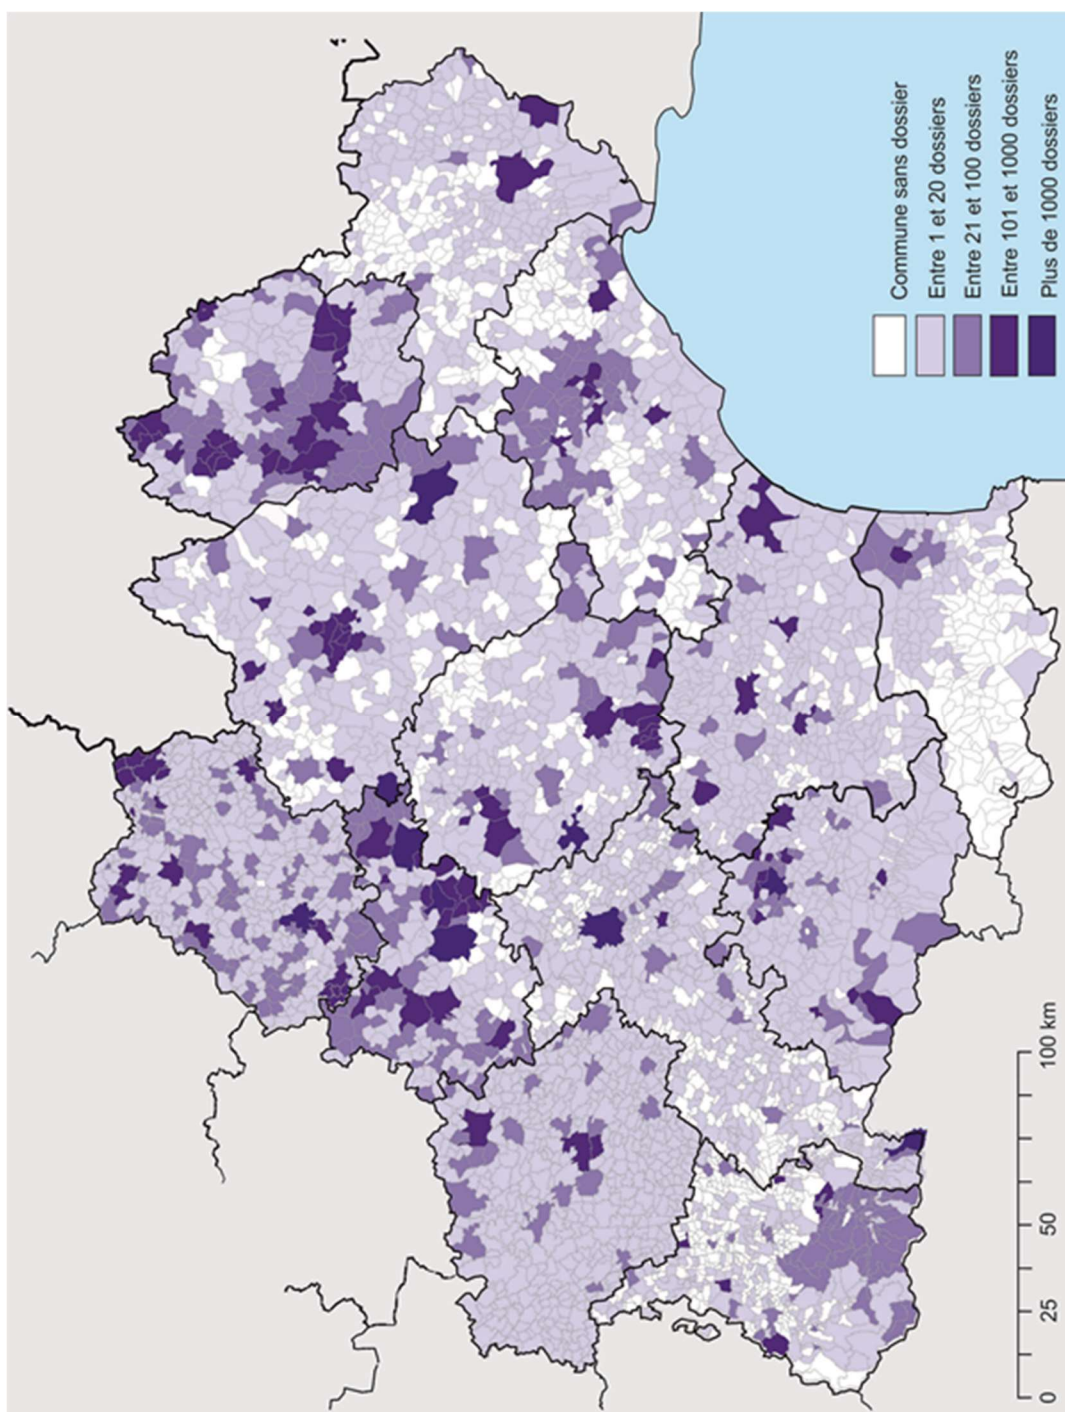 Commune sans dossier
Entre 1 et 20 dossiers
Entre 21 et 100 dossiers
Entre 101 et 1000 dossiers
Plus de 1000 dossiers
0 25 50 100 km